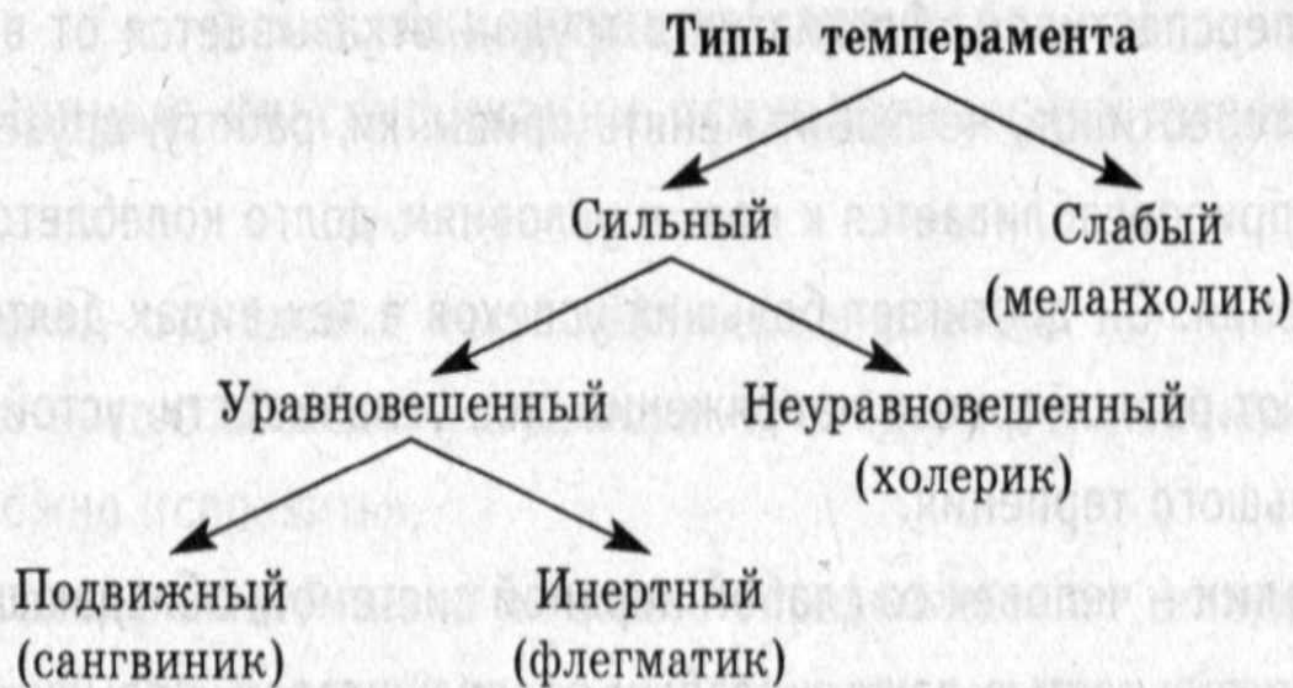 Типы темперамента
Сильный
Слабый
(меланхолик)
Уравновешенный
Неуравновешенный
(холерик)
Подвижный
(сангвиник)
Инертный
(флегматик)